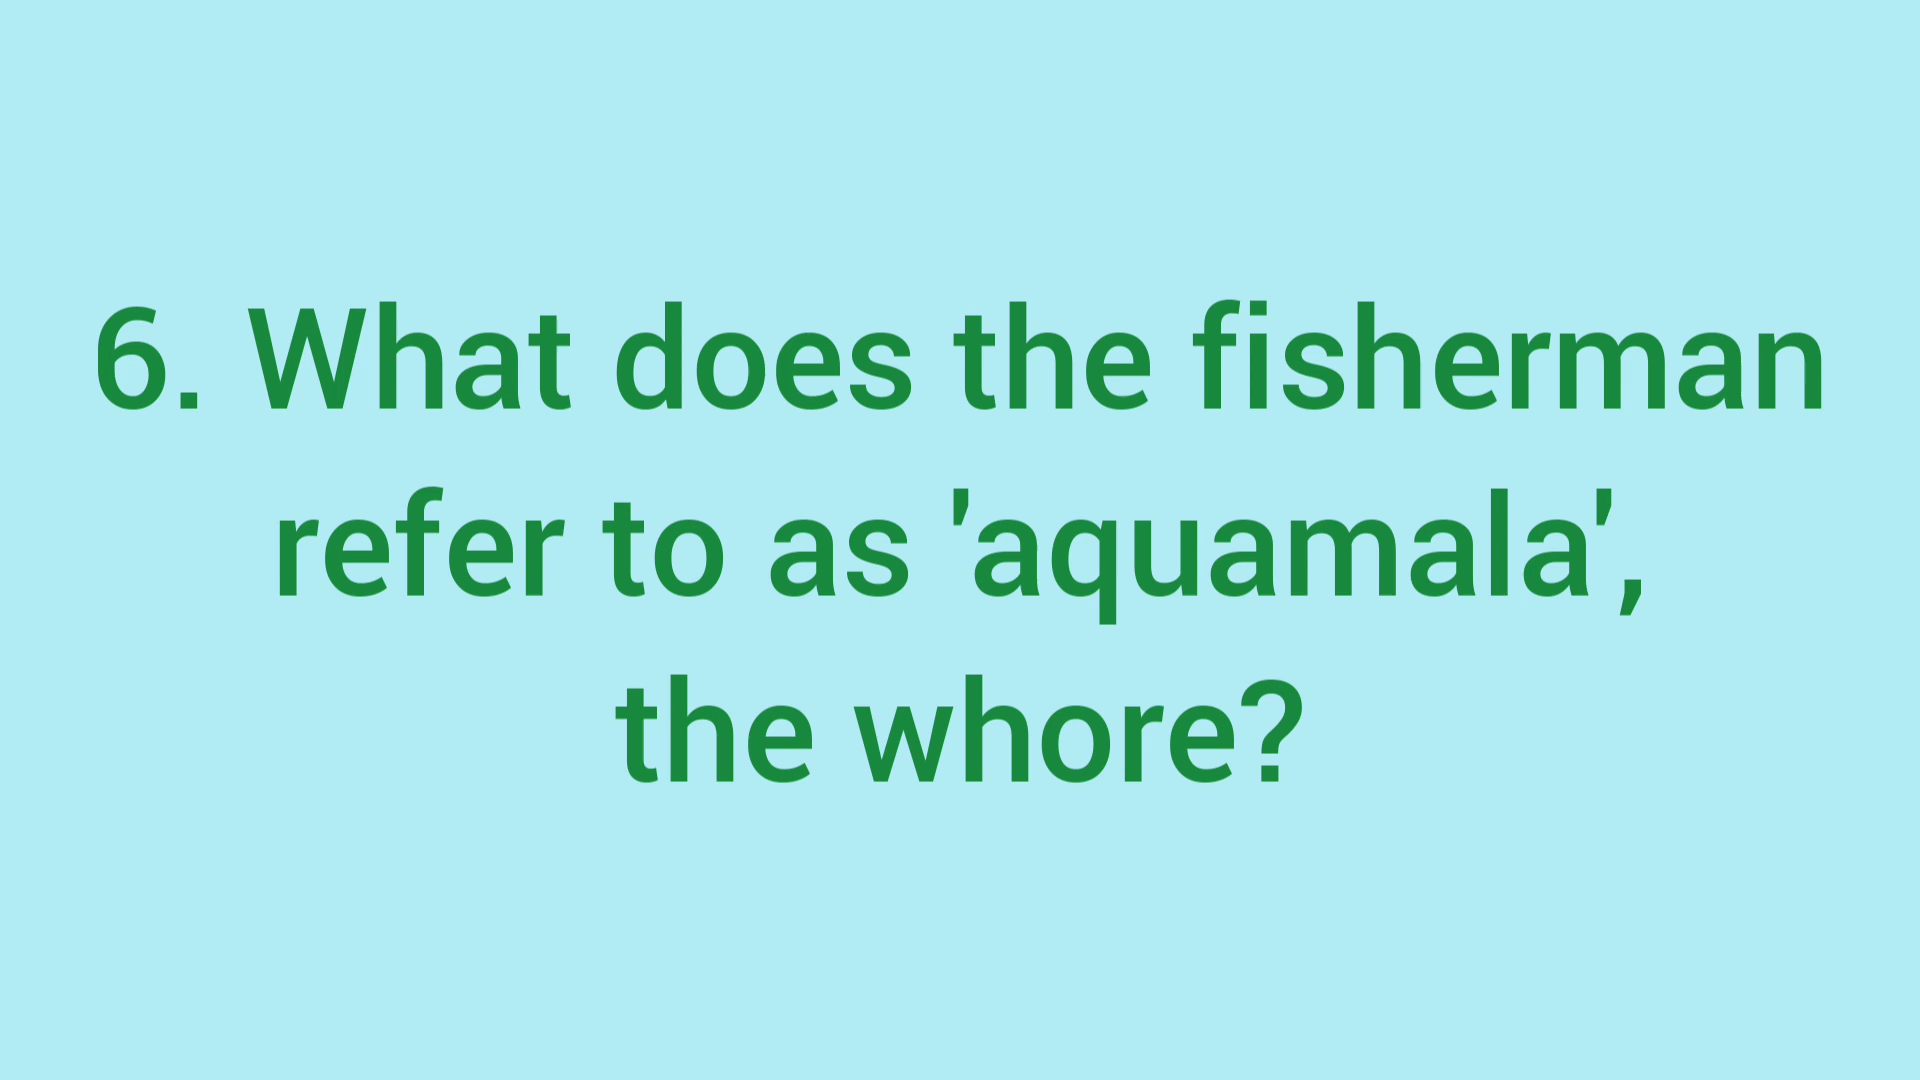 6. What does the fisherman
refer to as 'aquamala',
the whore?